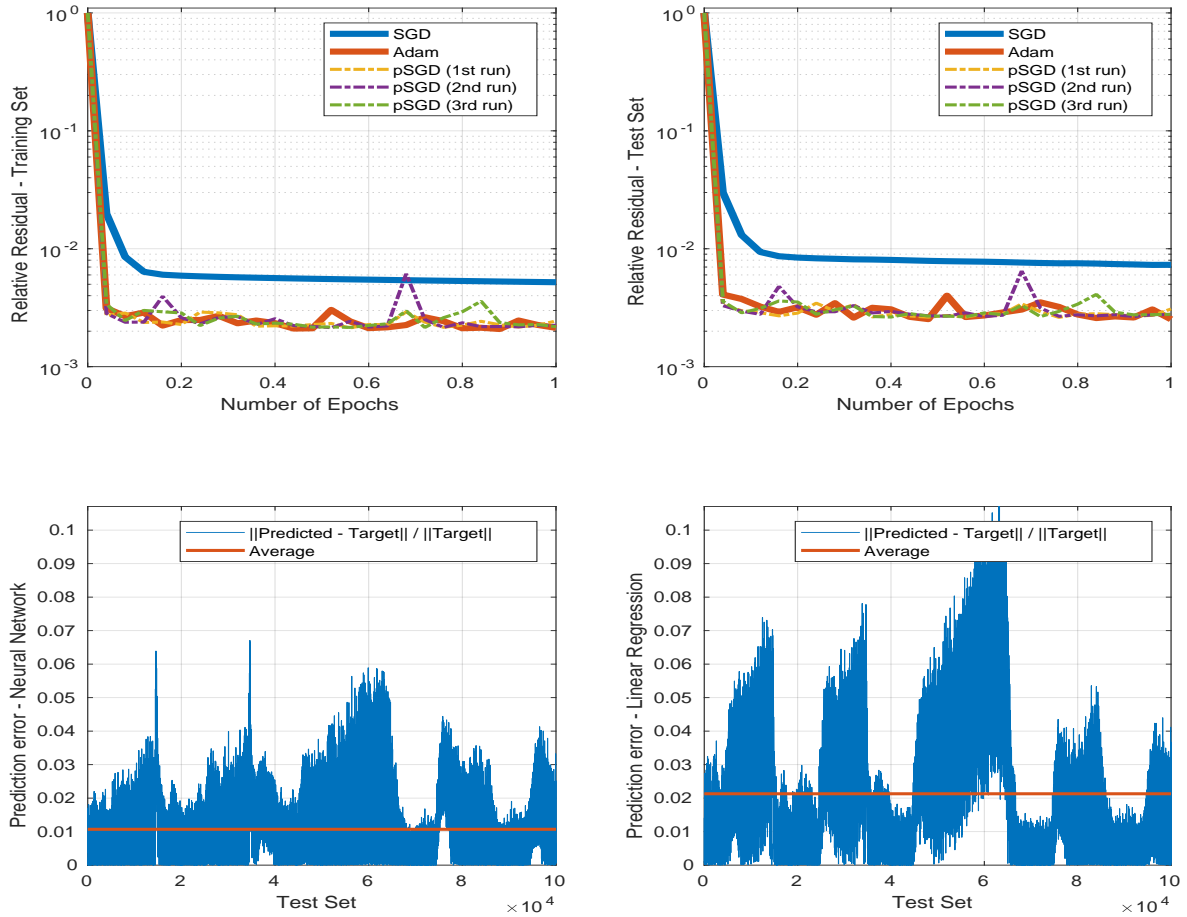 Relative Residual - Training Set
10^0
10^-1
10^-2
10^-3
SGD
Adam
pSGD (1st run)
pSGD (2nd run)
pSGD (3rd run)
0 0.2 0.4 0.6 0.8 1
Number of Epochs
Relative Residual - Test Set
10^0
10^-1
10^-2
10^-3
SGD
Adam
pSGD (1st run)
pSGD (2nd run)
pSGD (3rd run)
0 0.2 0.4 0.6 0.8 1
Number of Epochs
Prediction error - Neural Network
0.1
0.09
0.08
0.07
0.06
0.05
0.04
0.03
0.02
0.01
0
||Predicted - Target|| / ||Target||
Average
0 2 4 6 8 10
Test Set
× 10^4
Prediction error - Linear Regression
0.1
0.09
0.08
0.07
0.06
0.05
0.04
0.03
0.02
0.01
0
||Predicted - Target|| / ||Target||
Average
0 2 4 6 8 10
Test Set
× 10^4